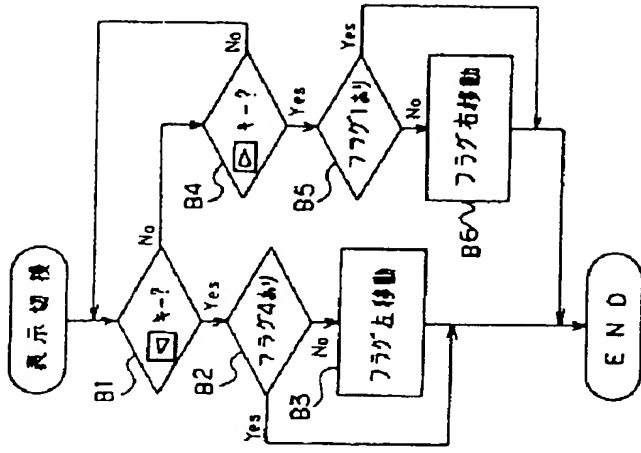 表示切換
B1
▽ キー?
No
Yes
B2
フラグ4あり
Yes
No
B3
フラグ左移動
B4
△ キー?
No
Yes
B5
フラグ1あり
Yes
No
B6
フラグ右移動
END